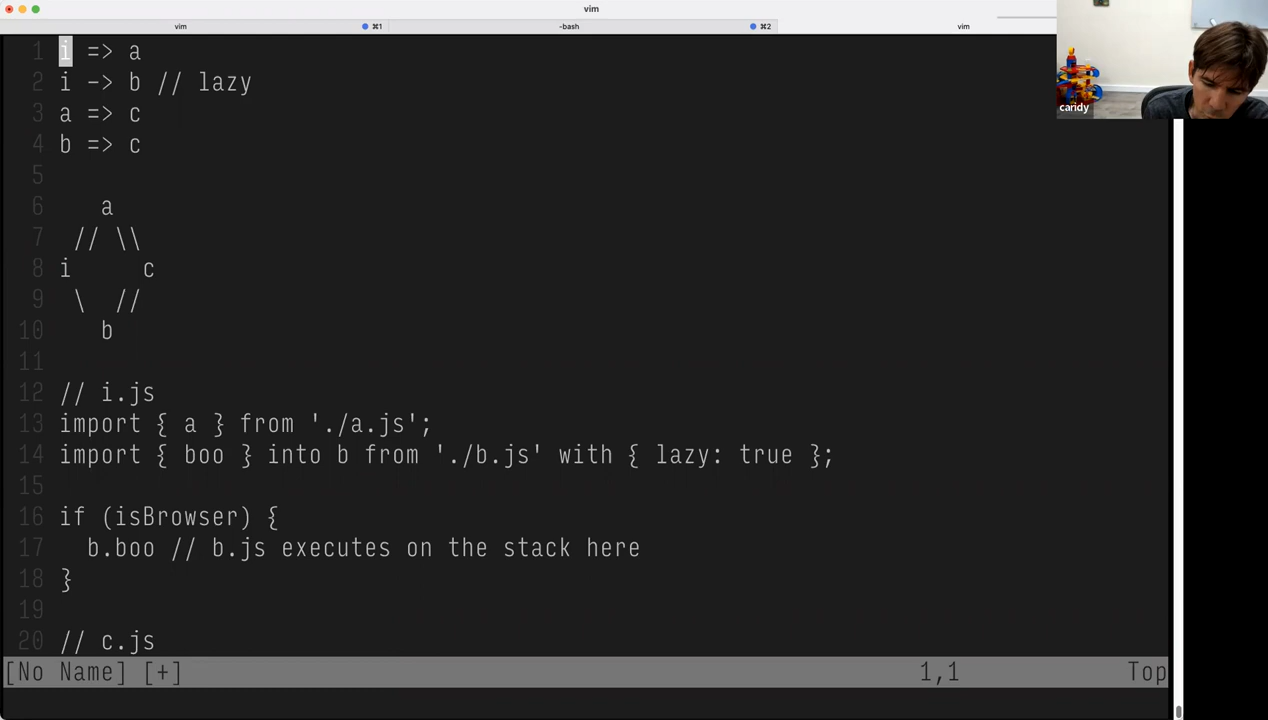 vim
vim ⌘1 -bash ⌘2 vim
caridy
1 i => a
2 i -> b // lazy
3 a => c
4 b => c
5
6    a
7  // \\
8 i      c
9  \  //
10    b
11
12 // i.js
13 import { a } from './a.js';
14 import { boo } into b from './b.js' with { lazy: true };
15
16 if (isBrowser) {
17   b.boo // b.js executes on the stack here
18 }
19
20 // c.js
[No Name] [+] 1,1 Top